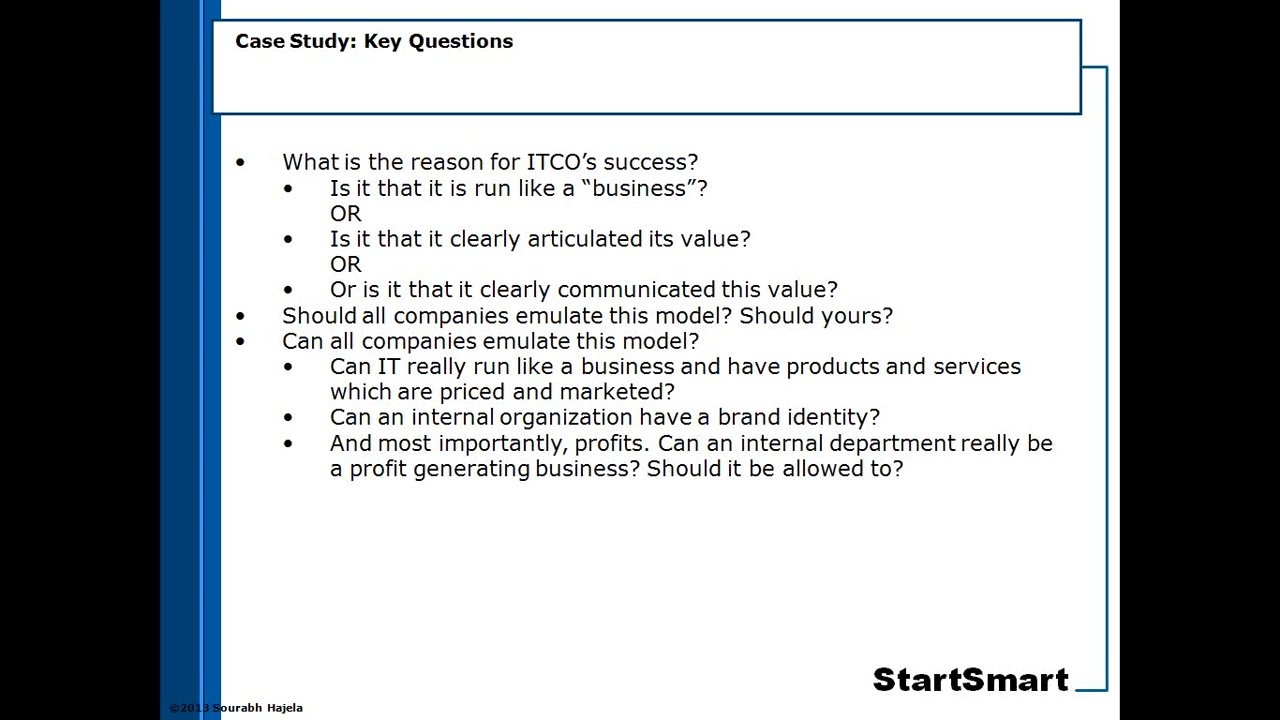 Case Study: Key Questions
• What is the reason for ITCO’s success?
• Is it that it is run like a “business”?
OR
• Is it that it clearly articulated its value?
OR
• Or is it that it clearly communicated this value?
• Should all companies emulate this model? Should yours?
• Can all companies emulate this model?
• Can IT really run like a business and have products and services
which are priced and marketed?
• Can an internal organization have a brand identity?
• And most importantly, profits. Can an internal department really be
a profit generating business? Should it be allowed to?
StartSmart
©2013 Sourabh Hajela